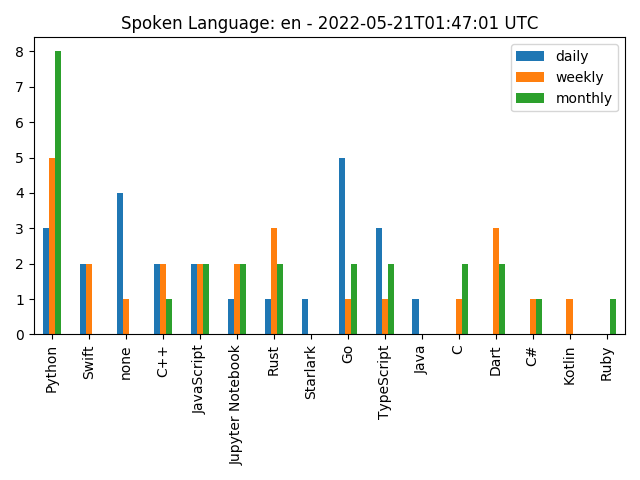 Spoken Language: en - 2022-05-21T01:47:01 UTC
daily
weekly
monthly
8
7
6
5
4
3
2
1
0
Python
Swift
none
C++
JavaScript
Jupyter Notebook
Rust
Starlark
Go
TypeScript
Java
C
Dart
C#
Kotlin
Ruby